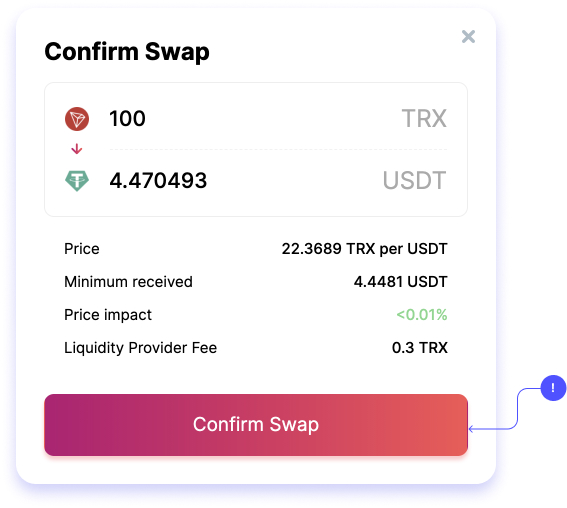 Confirm Swap
100 TRX
4.470493 USDT
Price 22.3689 TRX per USDT
Minimum received 4.4481 USDT
Price impact <0.01%
Liquidity Provider Fee 0.3 TRX
Confirm Swap
!